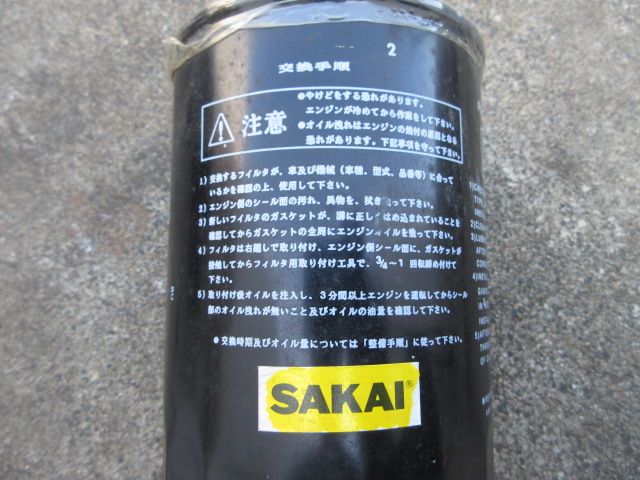 2
交換手順
注意
●やけどをする恐れがあります。
エンジンが冷めてから作業をして下さい。
●オイル洩れはエンジンの焼付の原因となる
恐れがあります。下記事項を守って下さい。
1) 交換するフィルタが、車及び機械（車種、型式、品番等）に合って
いるかを確認の上、使用して下さい。
2) エンジン側のシール面の汚れ、異物を、拭き取って下さい。
3) 新しいフィルタのガスケットが、溝に正しくはめ込まれていることを
確認してからガスケットの全周にエンジンオイルを塗って下さい。
4) フィルタは右廻しで取り付け、エンジン側シール面に、ガスケットが
接触してからフィルタ用取り付け工具で、3/4～1 回転締め付けて
下さい。
5) 取り付け後オイルを注入し、3分間以上エンジンを運転してからシール
部のオイル洩れが無いこと及びオイルの油量を確認して下さい。
●交換時期及びオイル量については「整備手順」に従って下さい。
SAKAI®